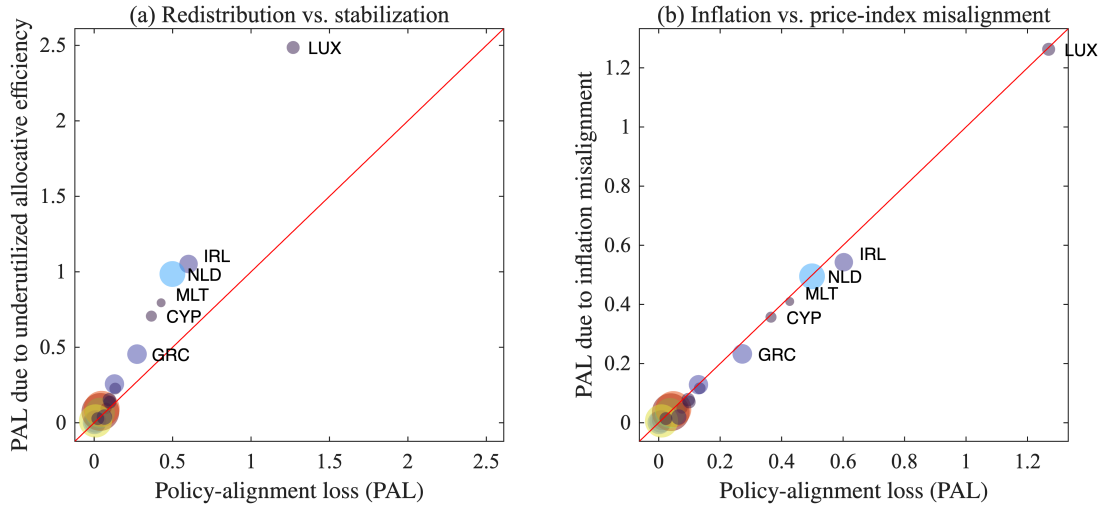 (a) Redistribution vs. stabilization
PAL due to underutilized allocative efficiency
2.5
2
1.5
1
0.5
0
LUX
IRL
NLD
MLT
CYP
GRC
0
0.5
1
1.5
2
2.5
Policy-alignment loss (PAL)
(b) Inflation vs. price-index misalignment
PAL due to inflation misalignment
1.2
1
0.8
0.6
0.4
0.2
0
LUX
IRL
NLD
MLT
CYP
GRC
0
0.2
0.4
0.6
0.8
1
1.2
Policy-alignment loss (PAL)